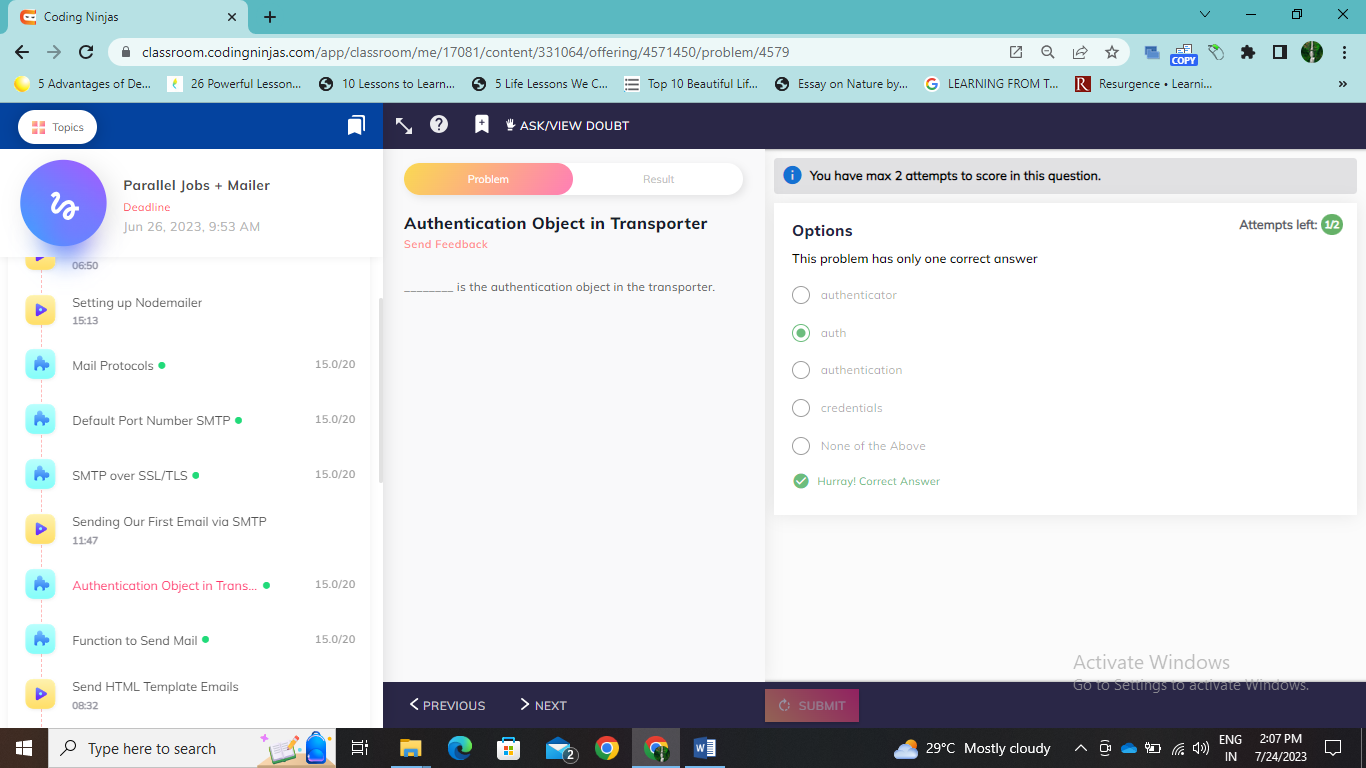 Coding Ninjas
classroom.codingninjas.com/app/classroom/me/17081/content/331064/offering/4571450/problem/4579
COPY
5 Advantages of De...
26 Powerful Lesson...
10 Lessons to Learn...
5 Life Lessons We C...
Top 10 Beautiful Lif...
Essay on Nature by...
LEARNING FROM T...
Resurgence • Learni...
Topics
ASK/VIEW DOUBT
Parallel Jobs + Mailer
Deadline
Jun 26, 2023, 9:53 AM
06:50
Setting up Nodemailer
15:13
Mail Protocols
15.0/20
Default Port Number SMTP
15.0/20
SMTP over SSL/TLS
15.0/20
Sending Our First Email via SMTP
11:47
Authentication Object in Trans...
15.0/20
Function to Send Mail
15.0/20
Send HTML Template Emails
08:32
Problem
Result
Authentication Object in Transporter
Send Feedback
________ is the authentication object in the transporter.
You have max 2 attempts to score in this question.
Attempts left: 1/2
Options
This problem has only one correct answer
authenticator
auth
authentication
credentials
None of the Above
Hurray! Correct Answer
Activate Windows
Go to Settings to activate Windows.
PREVIOUS
NEXT
SUBMIT
Type here to search
2
29°C Mostly cloudy
ENG
IN
2:07 PM
7/24/2023